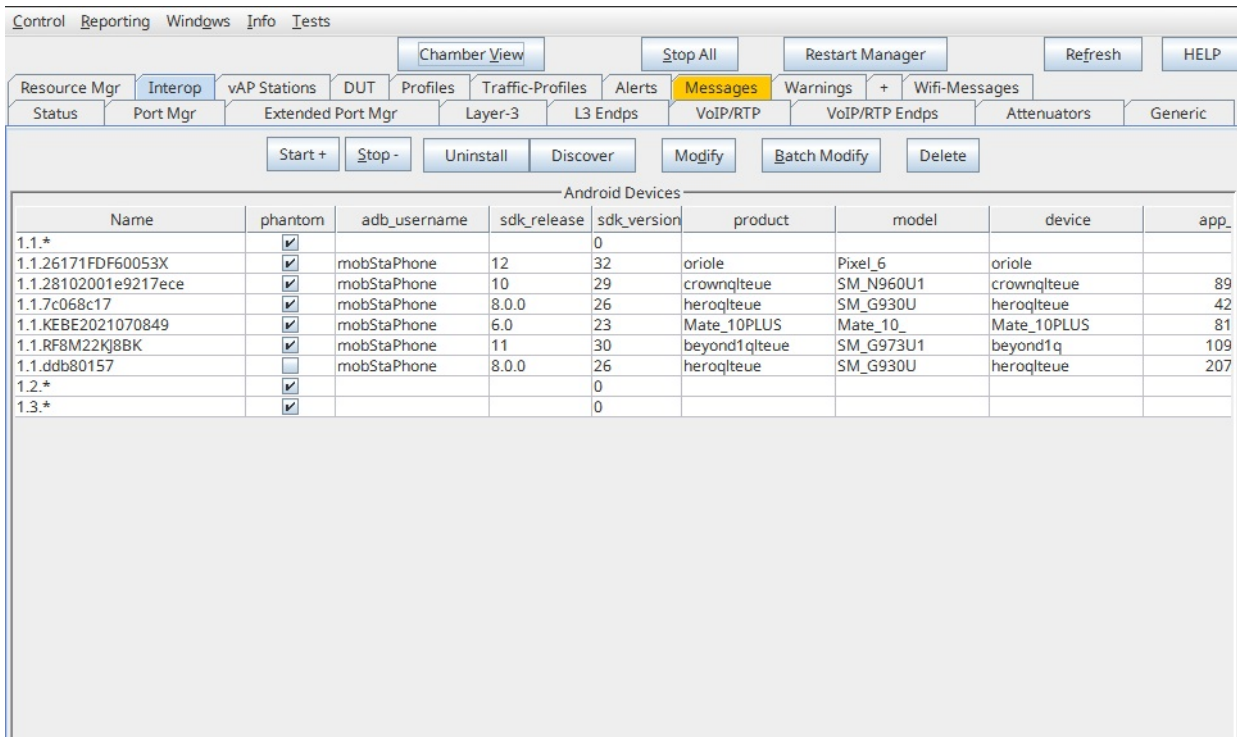 Control Reporting Windows Info Tests
Chamber View Stop All Restart Manager Refresh HELP
Resource Mgr Interop vAP Stations DUT Profiles Traffic-Profiles Alerts Messages Warnings + Wifi-Messages
Status Port Mgr Extended Port Mgr Layer-3 L3 Endps VoIP/RTP VoIP/RTP Endps Attenuators Generic
Start + Stop - Uninstall Discover Modify Batch Modify Delete
Android Devices
Name phantom adb_username sdk_release sdk_version product model device app_
1.1.* 0
1.1.26171FDF60053X mobStaPhone 12 32 oriole Pixel_6 oriole
1.1.28102001e9217ece mobStaPhone 10 29 crownqlteue SM_N960U1 crownqlteue 89
1.1.7c068c17 mobStaPhone 8.0.0 26 heroqlteue SM_G930U heroqlteue 42
1.1.KEBE2021070849 mobStaPhone 6.0 23 Mate_10PLUS Mate_10_ Mate_10PLUS 81
1.1.RF8M22KJ8BK mobStaPhone 11 30 beyond1qlteue SM_G973U1 beyond1q 109
1.1.ddb80157 mobStaPhone 8.0.0 26 heroqlteue SM_G930U heroqlteue 207
1.2.* 0
1.3.* 0